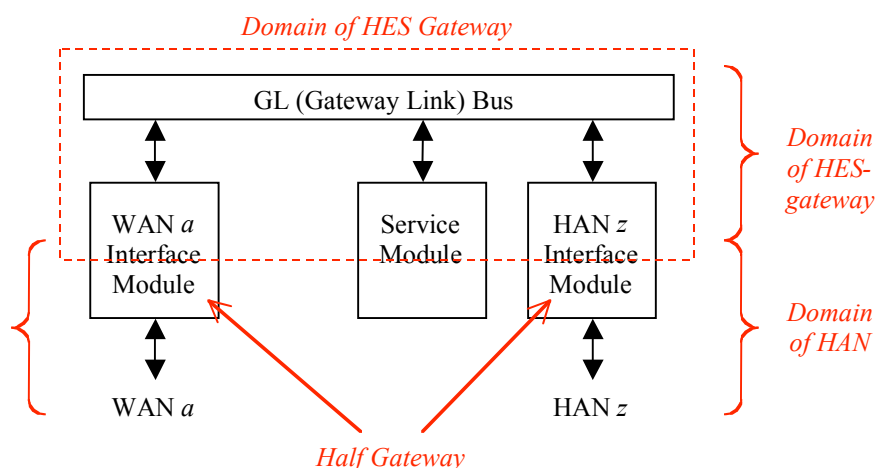 Domain of HES Gateway
GL (Gateway Link) Bus
Domain
of HES-
gateway
WAN a
Interface
Module
Service
Module
HAN z
Interface
Module
Domain
of HAN
WAN a
HAN z
Half Gateway